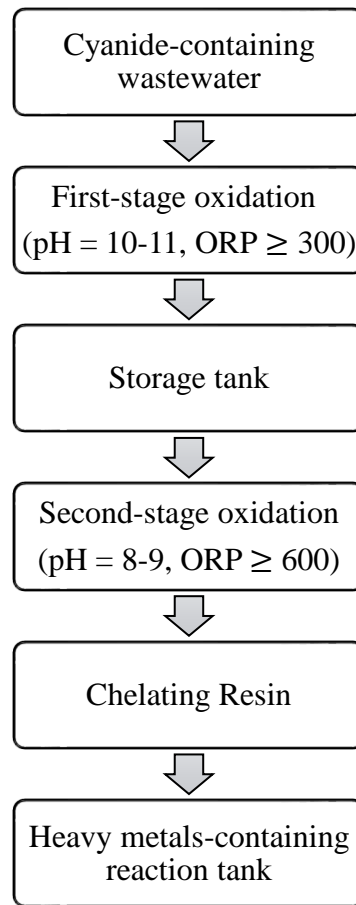 Cyanide-containing
wastewater
First-stage oxidation
(pH = 10-11, ORP ≥ 300)
Storage tank
Second-stage oxidation
(pH = 8-9, ORP ≥ 600)
Chelating Resin
Heavy metals-containing
reaction tank